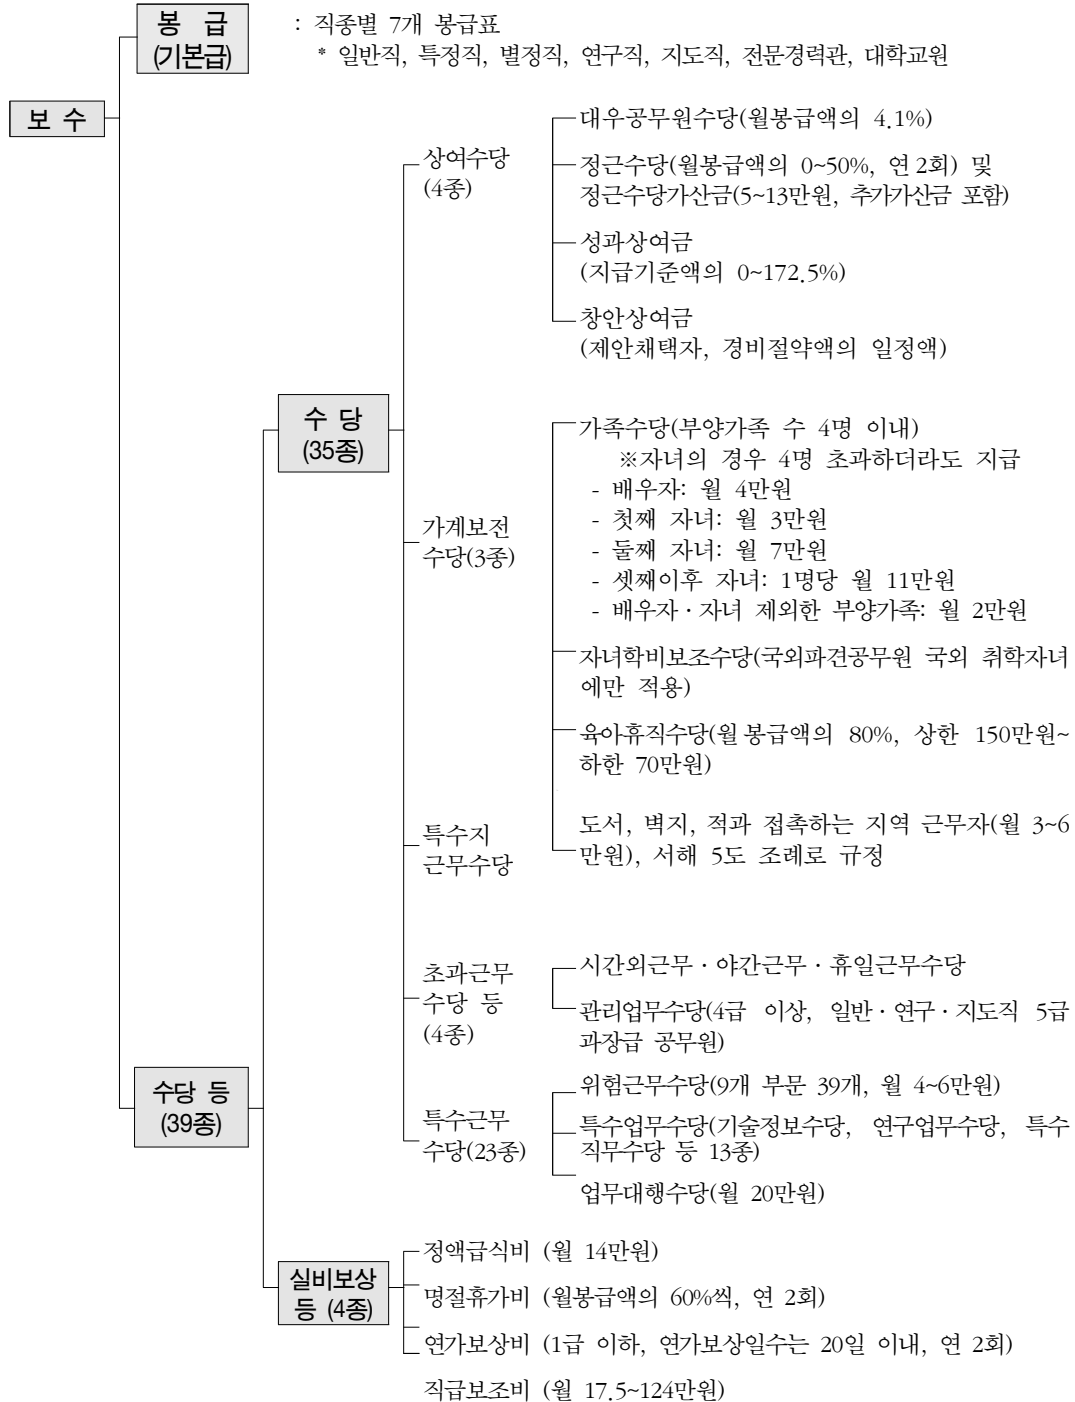 봉 급
(기본급)
: 직종별 7개 봉급표
* 일반직, 특정직, 별정직, 연구직, 지도직, 전문경력관, 대학교원
보 수
대우공무원수당(월봉급액의 4.1%)
상여수당
(4종)
정근수당(월봉급액의 0~50%, 연 2회) 및
정근수당가산금(5~13만원, 추가가산금 포함)
성과상여금
(지급기준액의 0~172.5%)
창안상여금
(제안채택자, 경비절약액의 일정액)
수 당
(35종)
가족수당(부양가족 수 4명 이내)
※자녀의 경우 4명 초과하더라도 지급
- 배우자: 월 4만원
- 첫째 자녀: 월 3만원
- 둘째 자녀: 월 7만원
- 셋째이후 자녀: 1명당 월 11만원
- 배우자 · 자녀 제외한 부양가족: 월 2만원
가계보전
수당(3종)
자녀학비보조수당(국외파견공무원 국외 취학자녀
에만 적용)
육아휴직수당(월 봉급액의 80%, 상한 150만원~
하한 70만원)
특수지
근무수당
도서, 벽지, 적과 접촉하는 지역 근무자(월 3~6
만원), 서해 5도 조례로 규정
초과근무
수당 등
(4종)
시간외근무 · 야간근무 · 휴일근무수당
관리업무수당(4급 이상, 일반 · 연구 · 지도직 5급
과장급 공무원)
수당 등
(39종)
특수근무
수당(23종)
위험근무수당(9개 부문 39개, 월 4~6만원)
특수업무수당(기술정보수당, 연구업무수당, 특수
직무수당 등 13종)
업무대행수당(월 20만원)
실비보상
등 (4종)
정액급식비 (월 14만원)
명절휴가비 (월봉급액의 60%씩, 연 2회)
연가보상비 (1급 이하, 연가보상일수는 20일 이내, 연 2회)
직급보조비 (월 17.5~124만원)